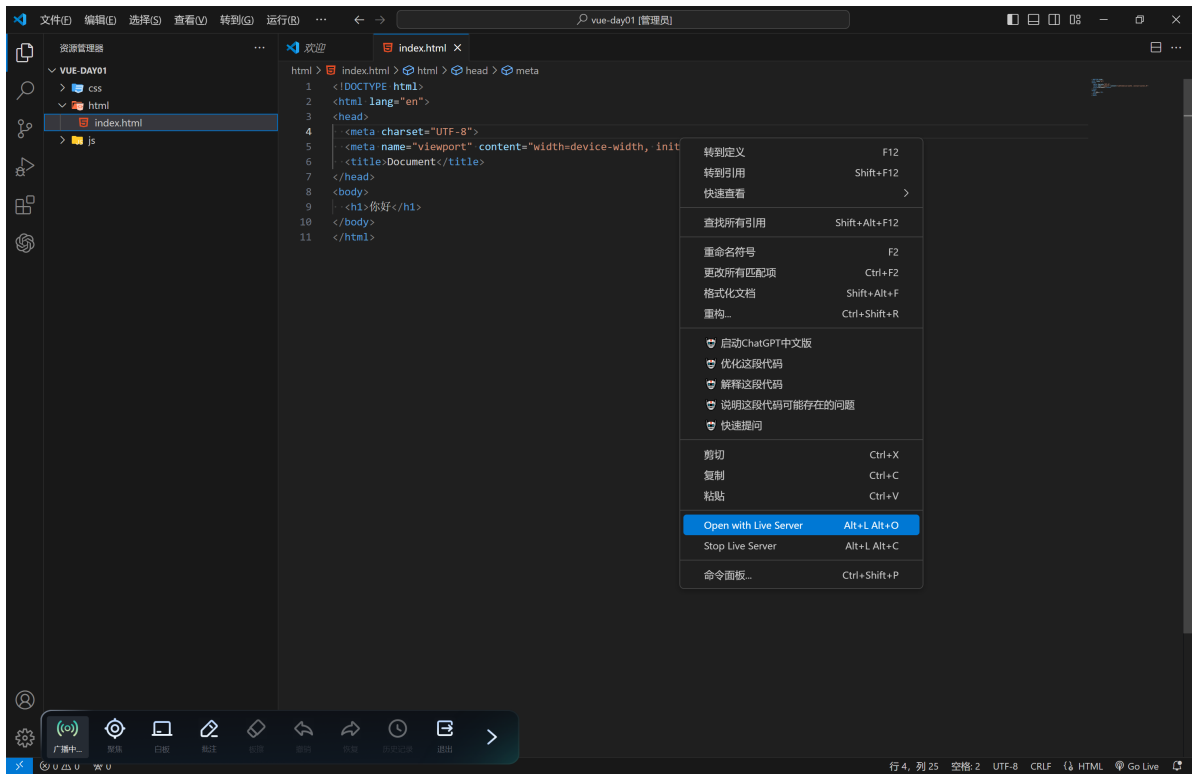 文件(F) 编辑(E) 选择(S) 查看(V) 转到(G) 运行(R) ··· vue-day01 [管理员]
资源管理器 ···
欢迎 index.html
VUE-DAY01
css
html
index.html
js
html > index.html > html > head > meta
1 <!DOCTYPE html>
2 <html lang="en">
3 <head>
4 <meta charset="UTF-8">
5 <meta name="viewport" content="width=device-width, init
6 <title>Document</title>
7 </head>
8 <body>
9 <h1>你好</h1>
10 </body>
11 </html>
转到定义 F12
转到引用 Shift+F12
快速查看
查找所有引用 Shift+Alt+F12
重命名符号 F2
更改所有匹配项 Ctrl+F2
格式化文档 Shift+Alt+F
重构... Ctrl+Shift+R
启动ChatGPT中文版
优化这段代码
解释这段代码
说明这段代码可能存在的问题
快速提问
剪切 Ctrl+X
复制 Ctrl+C
粘贴 Ctrl+V
Open with Live Server Alt+L Alt+O
Stop Live Server Alt+L Alt+C
命令面板... Ctrl+Shift+P
广播中... 聚焦 白板 批注 撤销 恢复 历史记录 退出
0 0 0 行 4，列 25 空格: 2 UTF-8 CRLF HTML Go Live